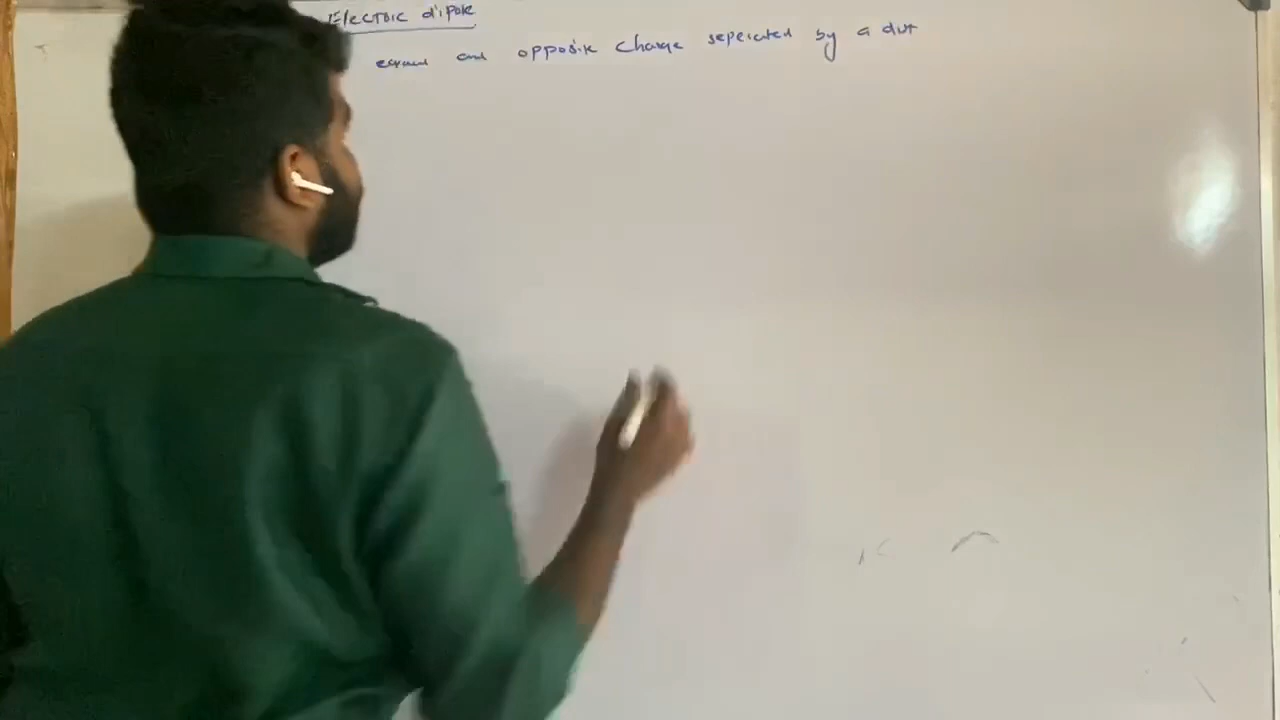 Electric dipole
equal and opposite charge seperated by a dist